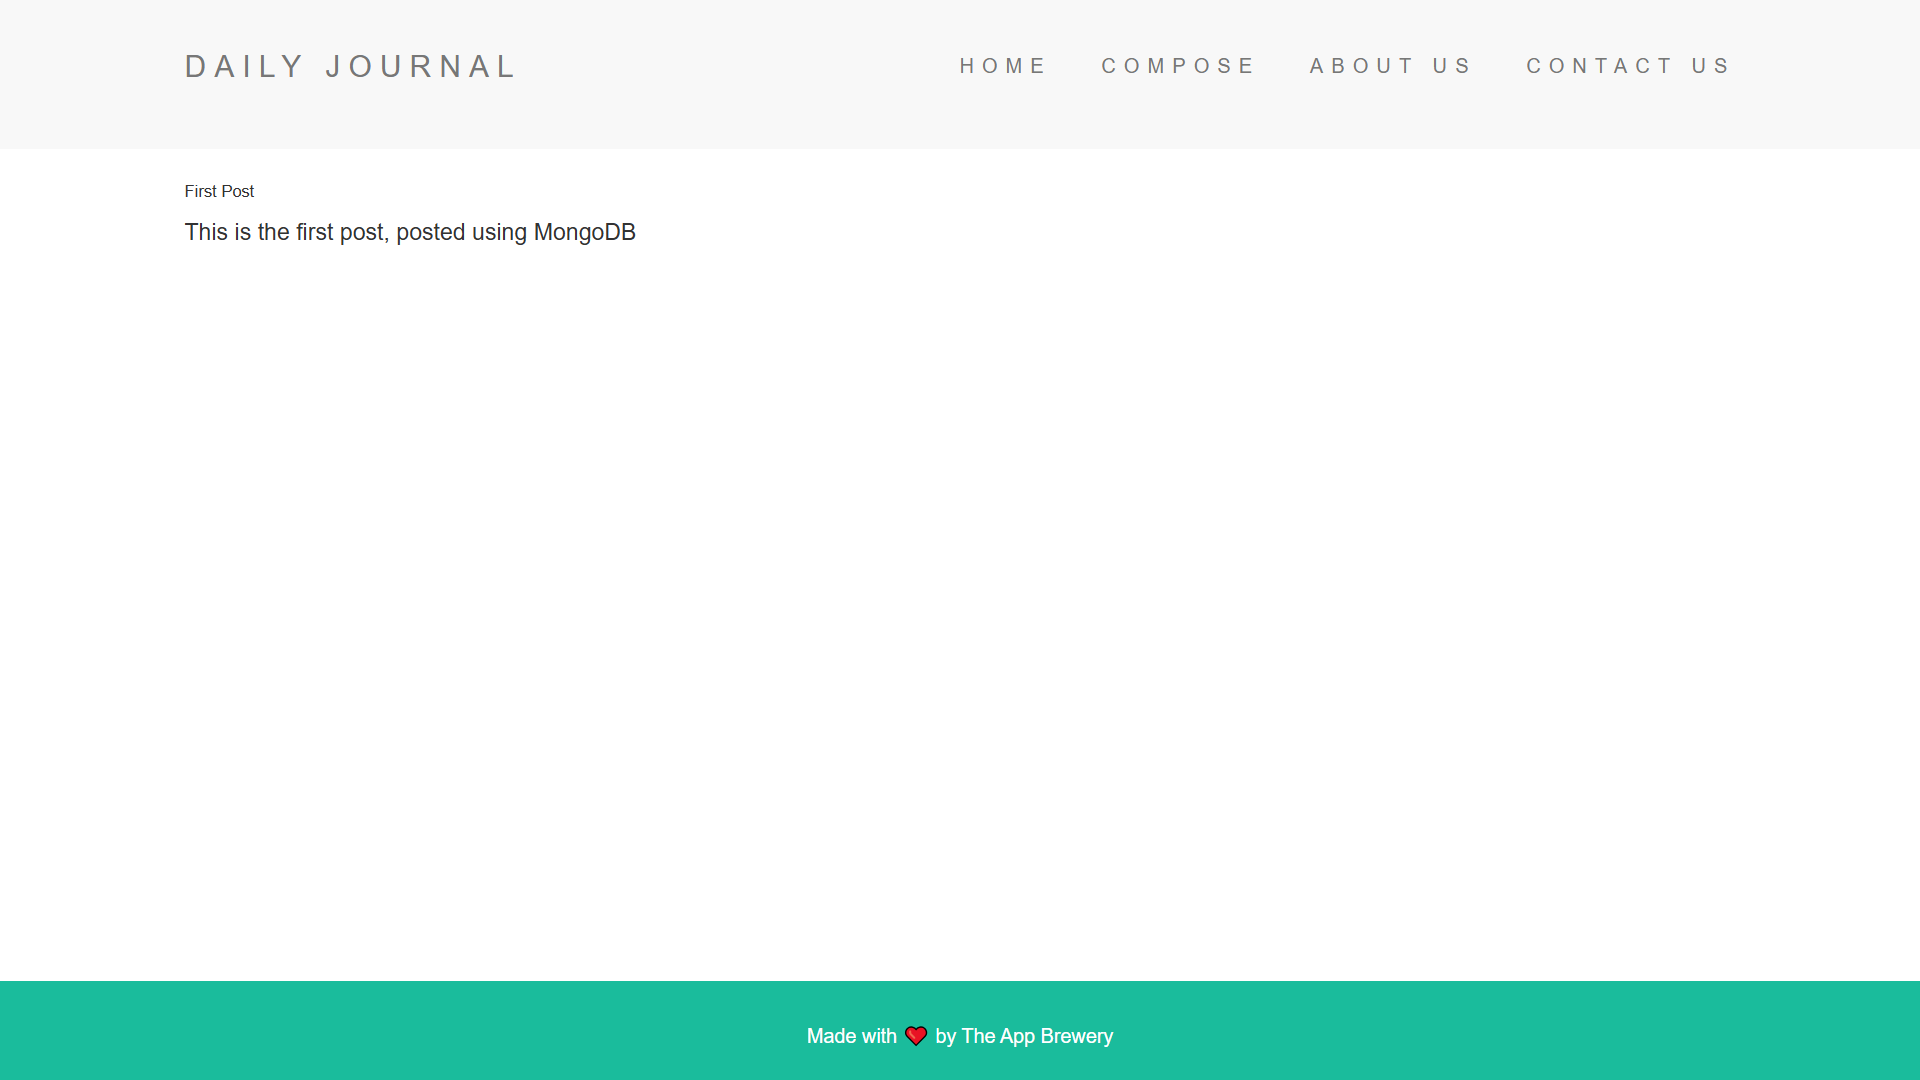 DAILY JOURNAL
HOME COMPOSE ABOUT US CONTACT US
First Post
This is the first post, posted using MongoDB
Made with ❤ by The App Brewery